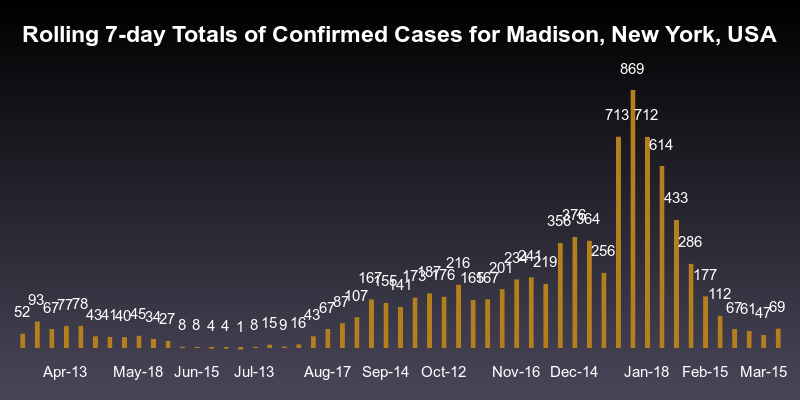 Rolling 7-day Totals of Confirmed Cases for Madison, New York, USA
52 93 67 77 78 43 41 40 45 34 27 8 8 4 4 1 8 15 9 16 43 67 87 107 167 155 141 173 187 176 216 165 167 201 234 241 219 356 376 364 256 713 869 712 614 433 286 177 112 67 61 47 69
Apr-13 May-18 Jun-15 Jul-13 Aug-17 Sep-14 Oct-12 Nov-16 Dec-14 Jan-18 Feb-15 Mar-15